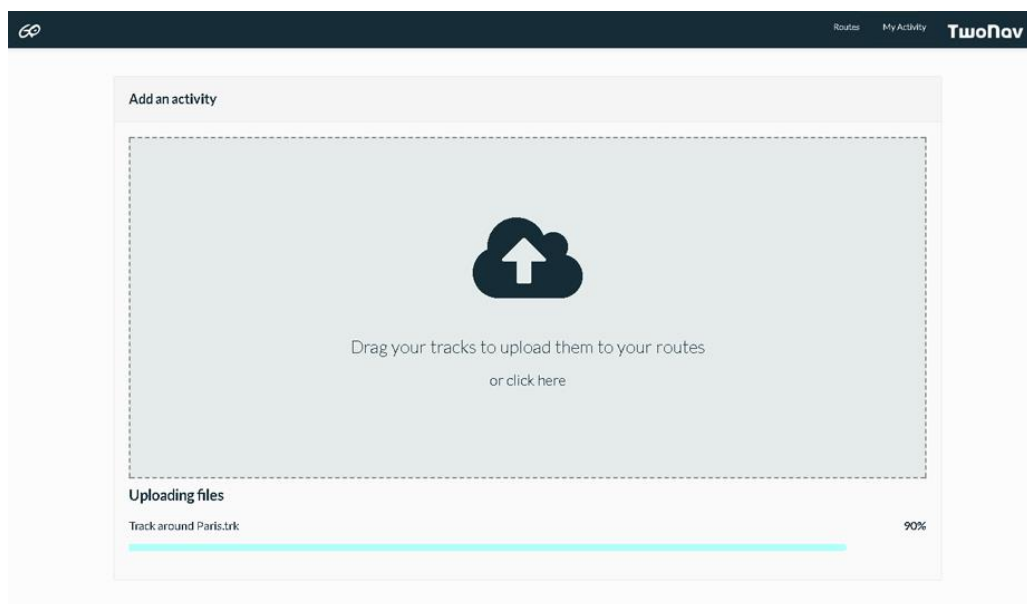 GO
Routes
My Activity
TwoNav
Add an activity
Drag your tracks to upload them to your routes
or click here
Uploading files
Track around Paris.trk
90%